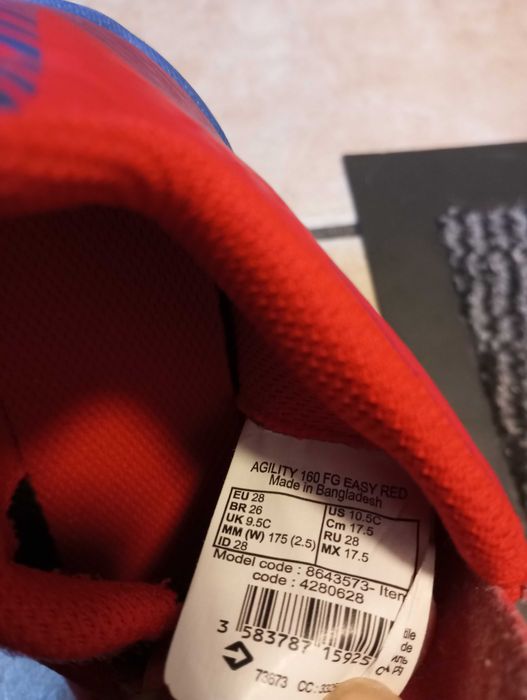 AGILITY 160 FG EASY RED
Made in Bangladesh
EU 28 US 10.5C
BR 26 Cm 17.5
UK 9.5C RU 28
MM (W) 175 (2.5) MX 17.5
ID 28
Model code : 8643573- Item
code : 4280628
3 583787 15925
73673 CC: